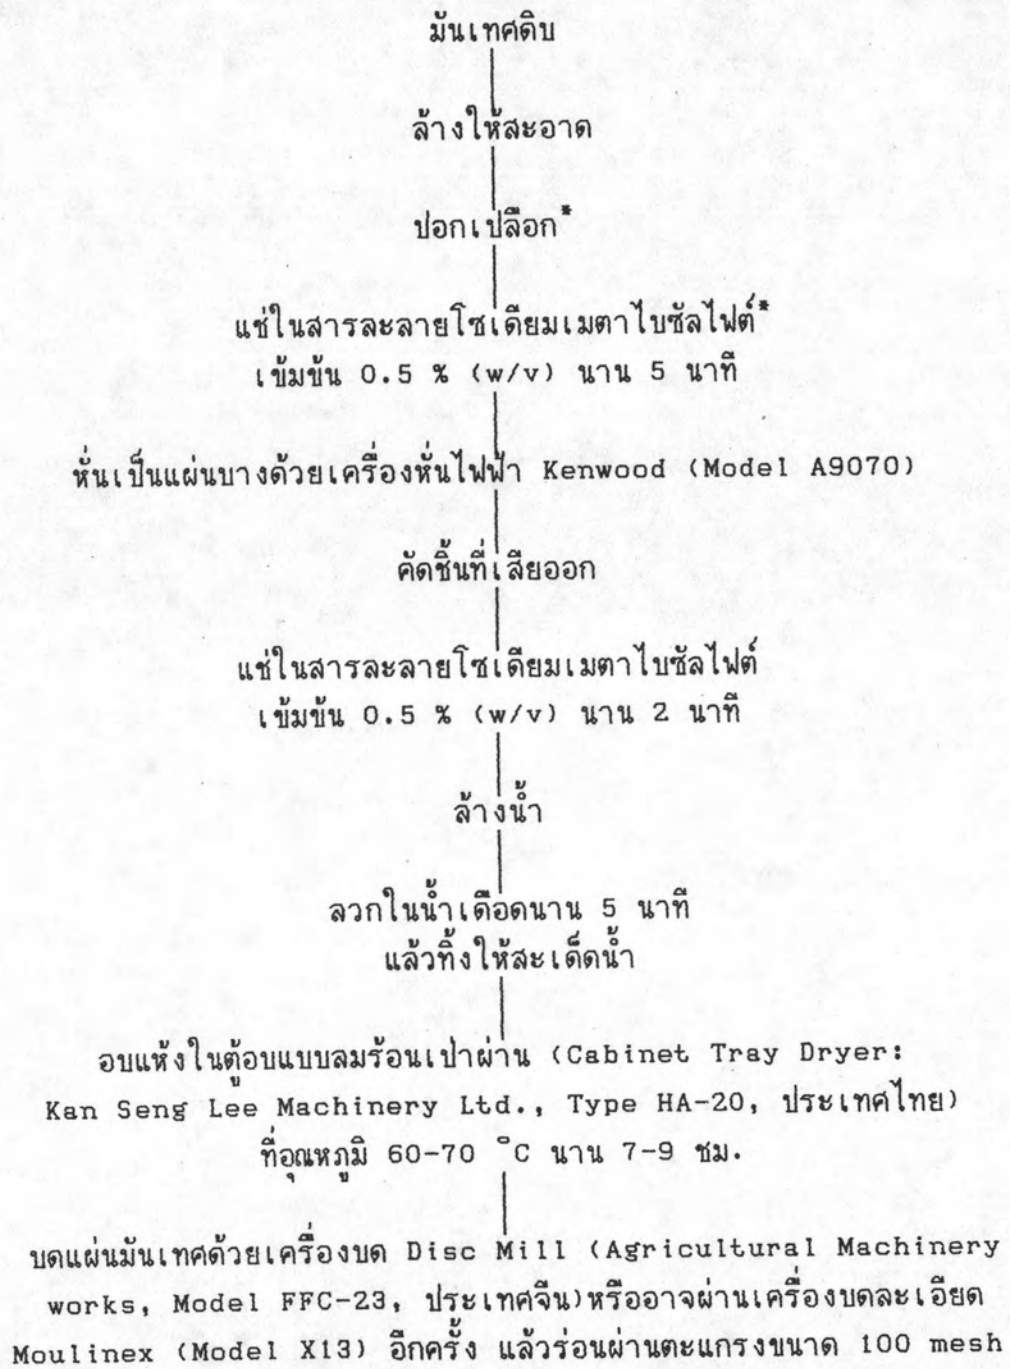 มันเทศดิบ
ล้างให้สะอาด
ปอกเปลือก*
แช่ในสารละลายโซเดียมเมตาไบซัลไฟต์*
เข้มข้น 0.5 % (w/v) นาน 5 นาที
หั่นเป็นแผ่นบางด้วยเครื่องหั่นไฟฟ้า Kenwood (Model A9070)
คัดชิ้นที่เสียออก
แช่ในสารละลายโซเดียมเมตาไบซัลไฟต์
เข้มข้น 0.5 % (w/v) นาน 2 นาที
ล้างน้ำ
ลวกในน้ำเดือดนาน 5 นาที
แล้วทิ้งให้สะเด็ดน้ำ
อบแห้งในตู้อบแบบลมร้อนเป่าผ่าน (Cabinet Tray Dryer:
Kan Seng Lee Machinery Ltd., Type HA-20, ประเทศไทย)
ที่อุณหภูมิ 60-70 °C นาน 7-9 ชม.
บดแผ่นมันเทศด้วยเครื่องบด Disc Mill (Agricultural Machinery
works, Model FFC-23, ประเทศจีน)หรืออาจผ่านเครื่องบดละเอียด
Moulinex (Model X13) อีกครั้ง แล้วร่อนผ่านตะแกรงขนาด 100 mesh